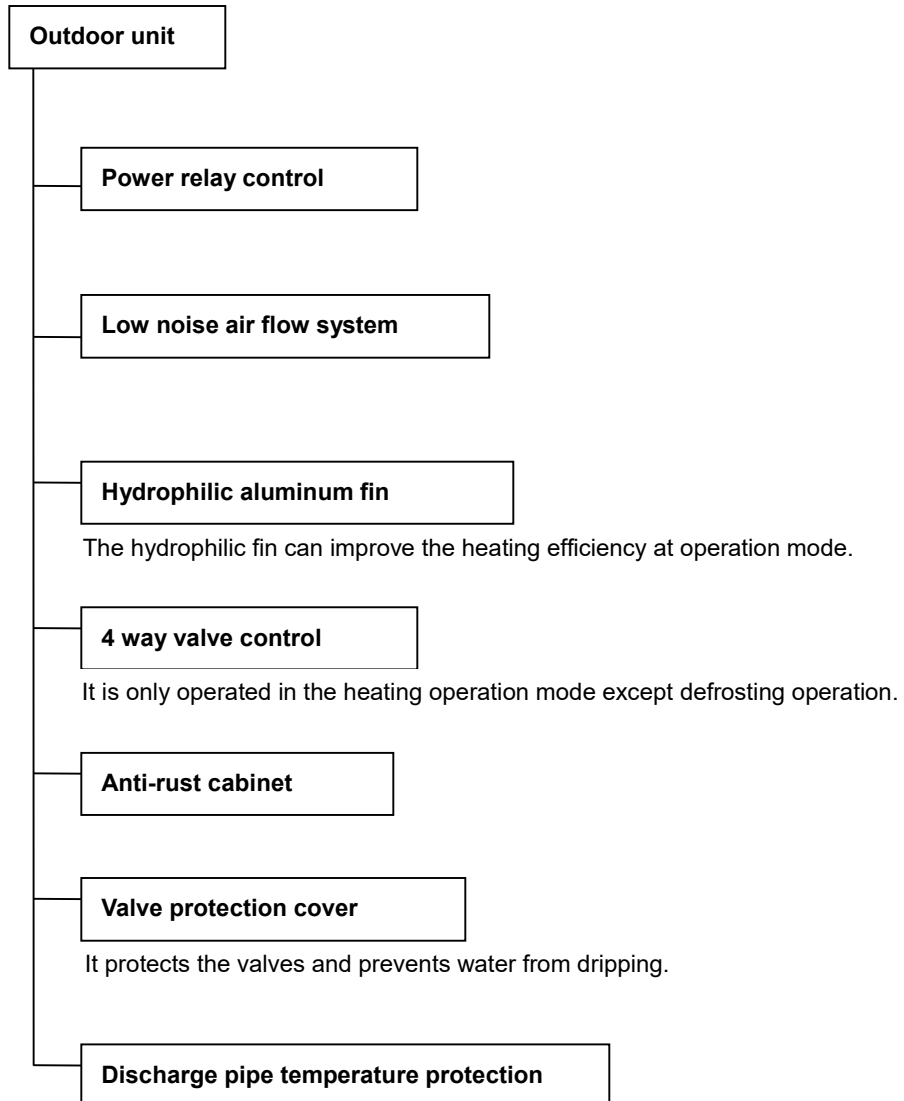 Outdoor unit
Power relay control
Low noise air flow system
Hydrophilic aluminum fin
The hydrophilic fin can improve the heating efficiency at operation mode.
4 way valve control
It is only operated in the heating operation mode except defrosting operation.
Anti-rust cabinet
Valve protection cover
It protects the valves and prevents water from dripping.
Discharge pipe temperature protection